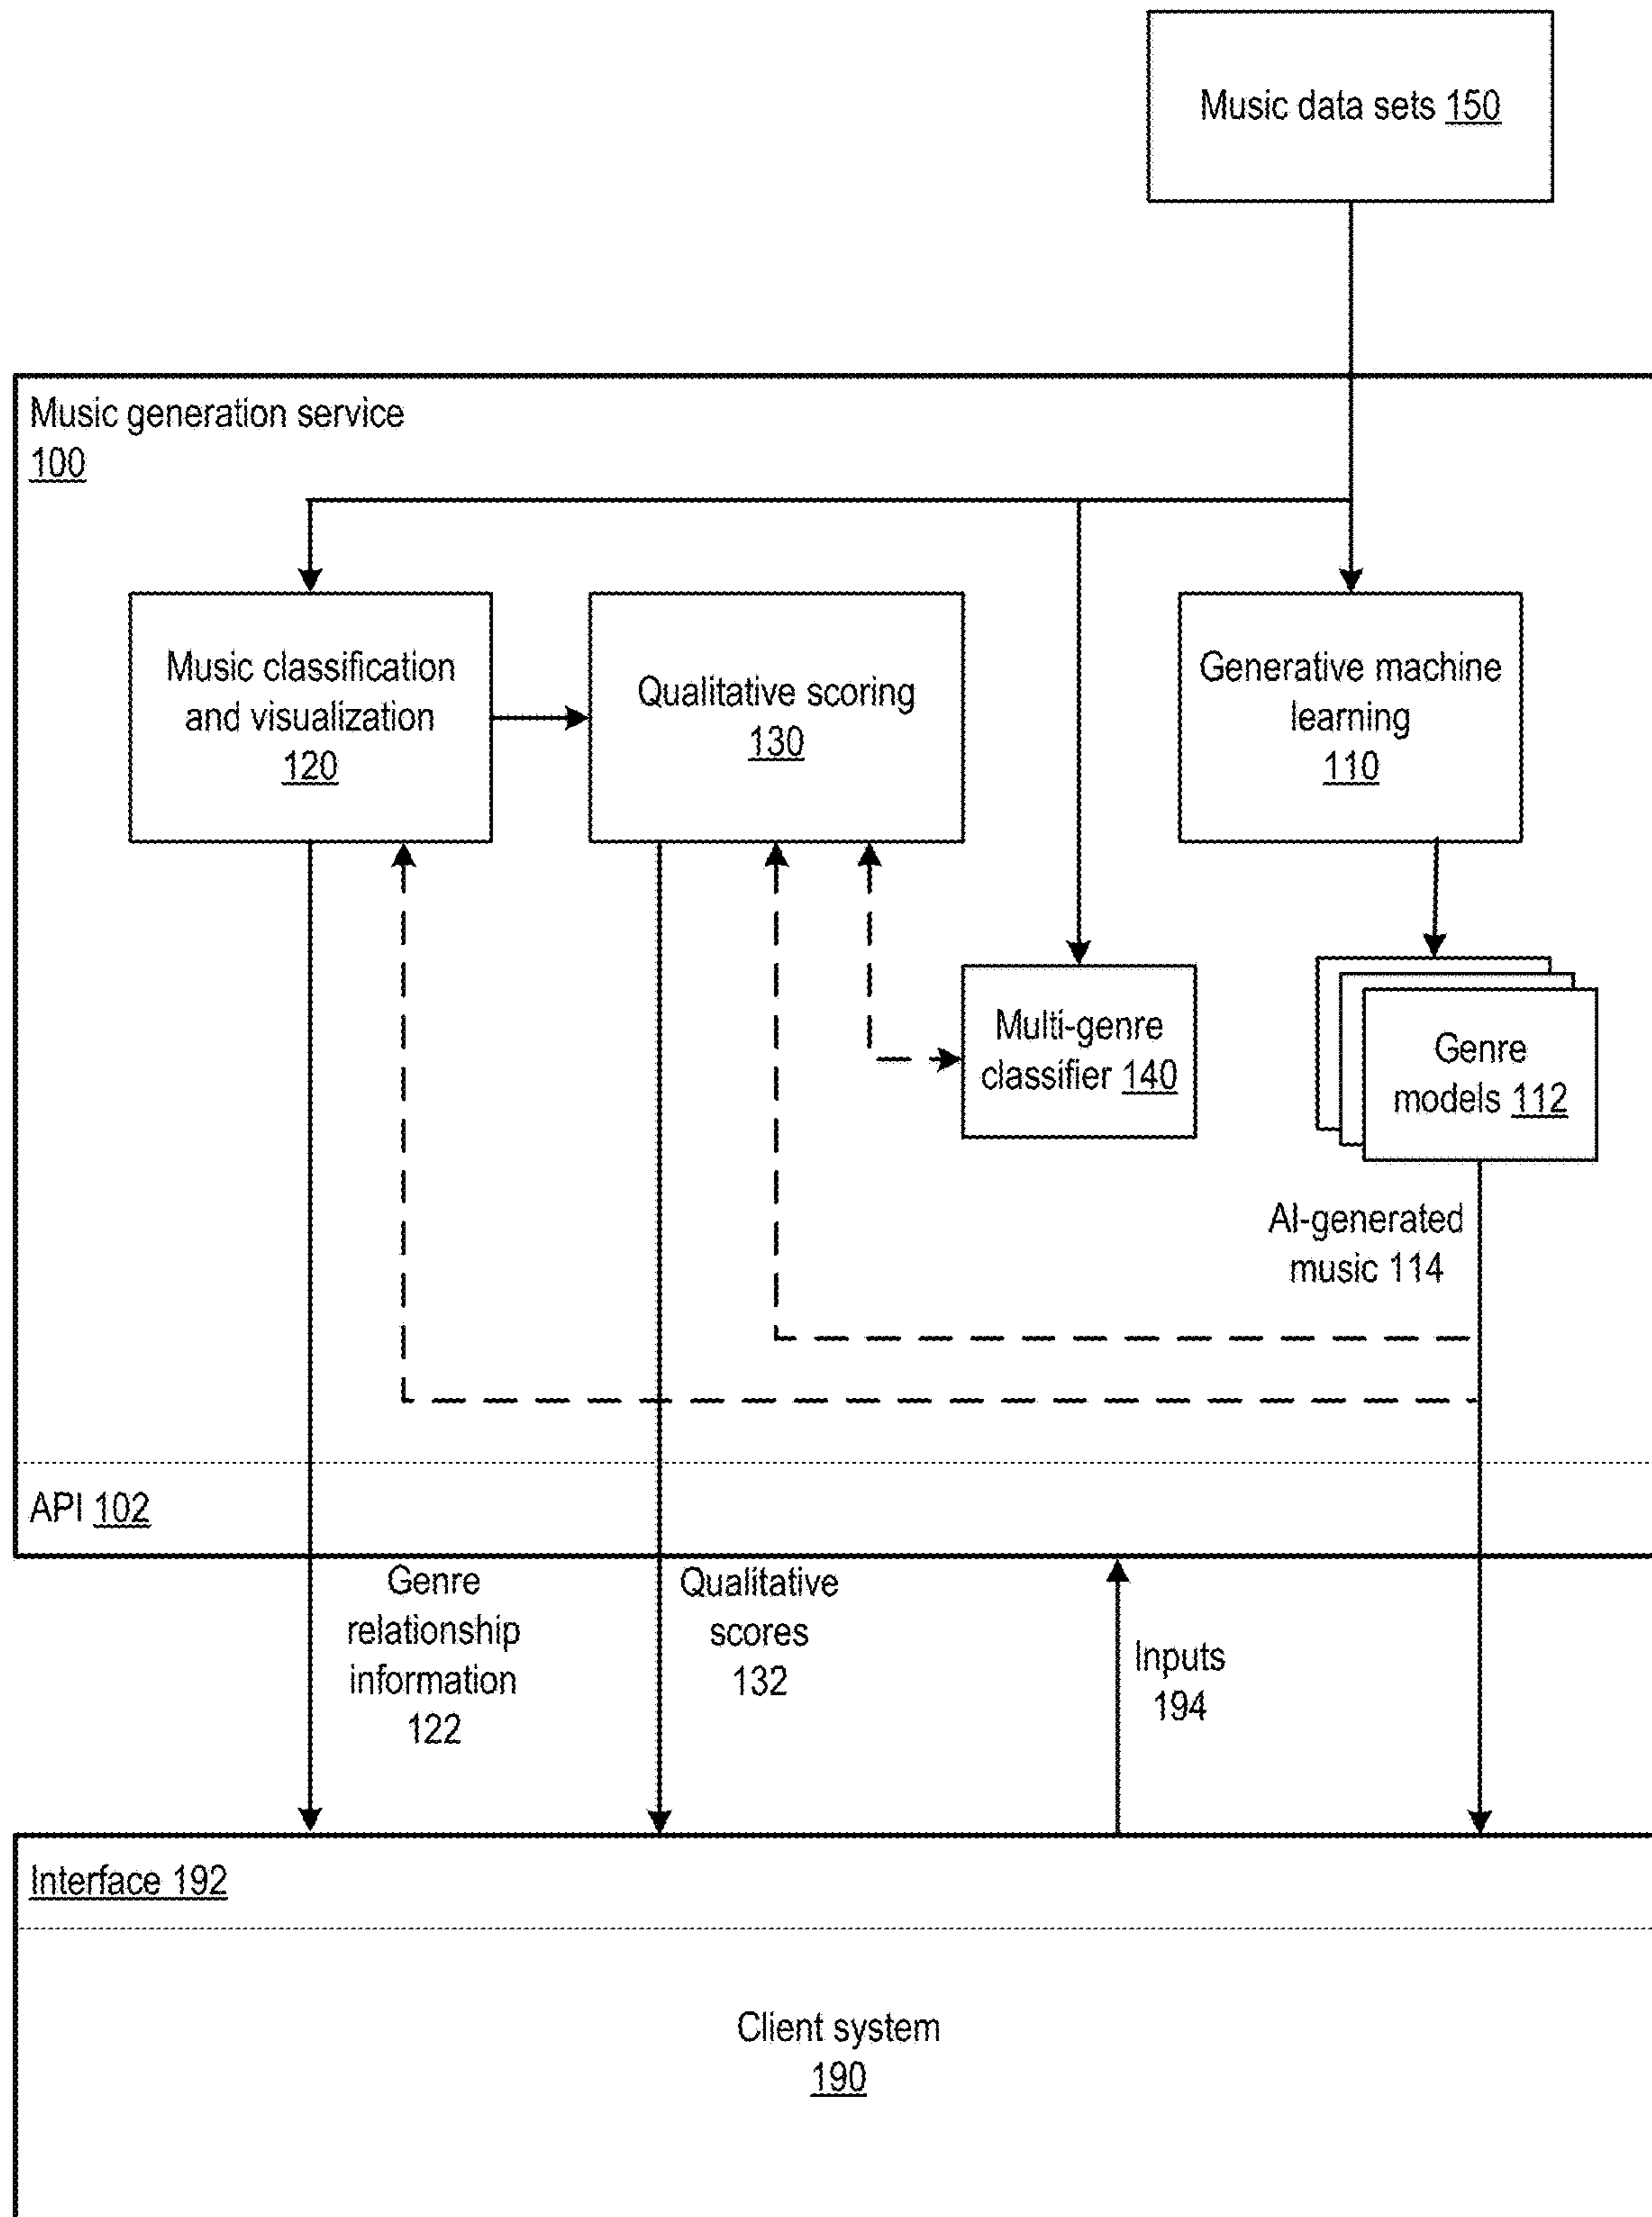 Music data sets 150
Music generation service
100
Music classification
and visualization
120
Qualitative scoring
130
Generative machine
learning
110
Multi-genre
classifier 140
Genre
models 112
AI-generated
music 114
API 102
Genre
relationship
information
122
Qualitative
scores
132
Inputs
194
Interface 192
Client system
190